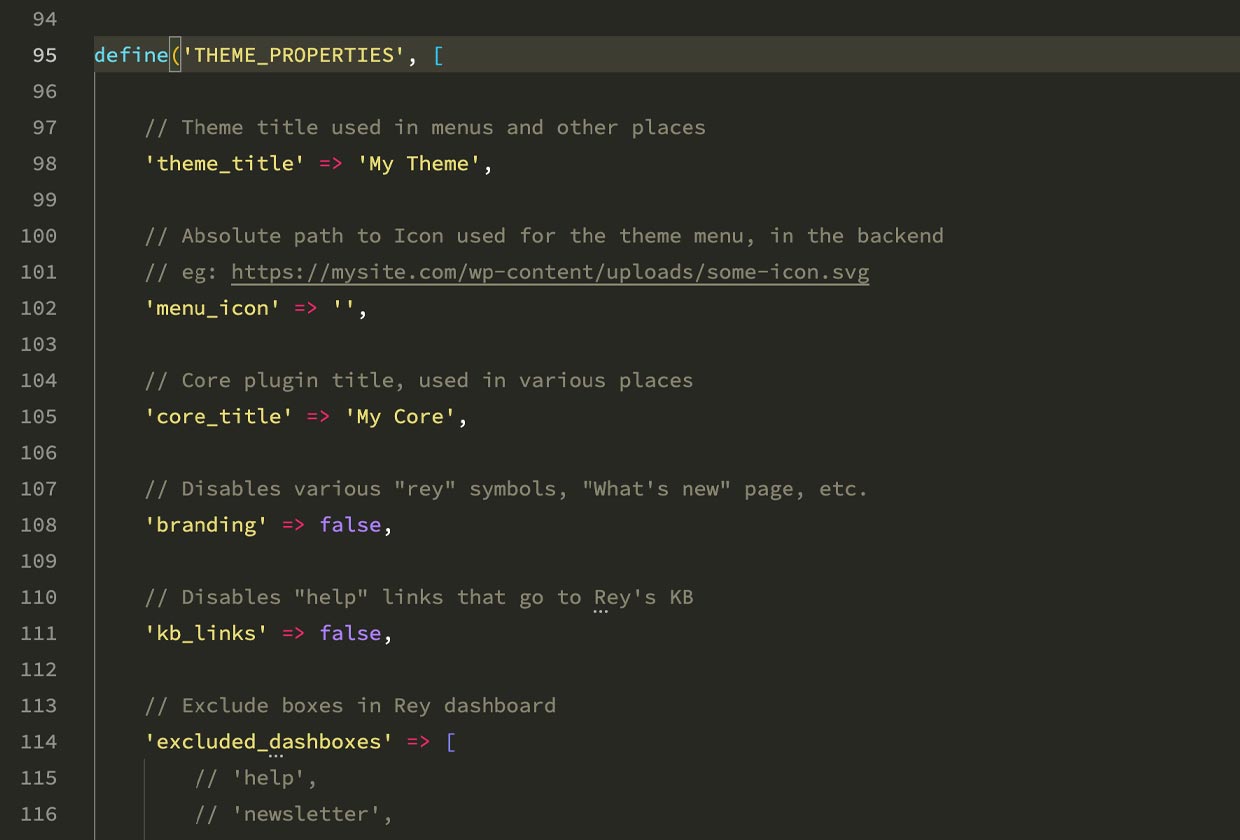 94
95 define('THEME_PROPERTIES', [
96
97 // Theme title used in menus and other places
98 'theme_title' => 'My Theme',
99
100 // Absolute path to Icon used for the theme menu, in the backend
101 // eg: https://mysite.com/wp-content/uploads/some-icon.svg
102 'menu_icon' => '',
103
104 // Core plugin title, used in various places
105 'core_title' => 'My Core',
106
107 // Disables various "rey" symbols, "What's new" page, etc.
108 'branding' => false,
109
110 // Disables "help" links that go to Rey's KB
111 'kb_links' => false,
112
113 // Exclude boxes in Rey dashboard
114 'excluded_dashboxes' => [
115 // 'help',
116 // 'newsletter',